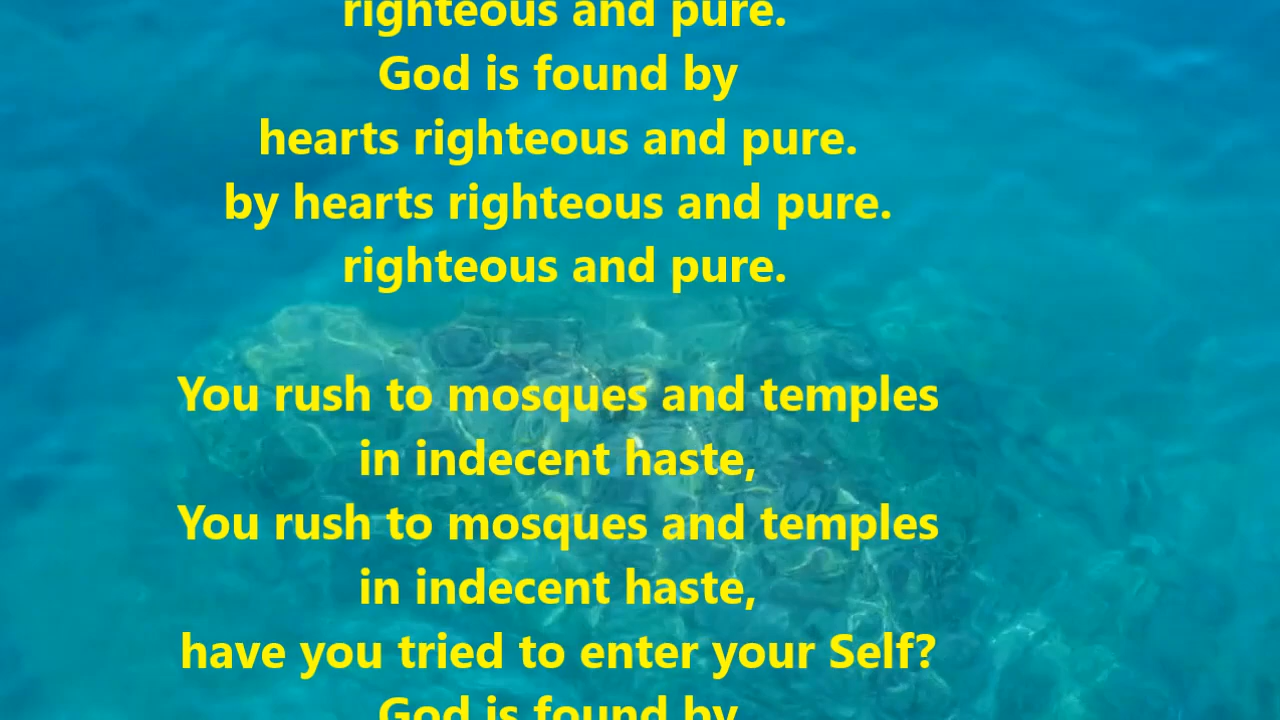 righteous and pure.
God is found by
hearts righteous and pure.
by hearts righteous and pure.
righteous and pure.
You rush to mosques and temples
in indecent haste,
You rush to mosques and temples
in indecent haste,
have you tried to enter your Self?
God is found by